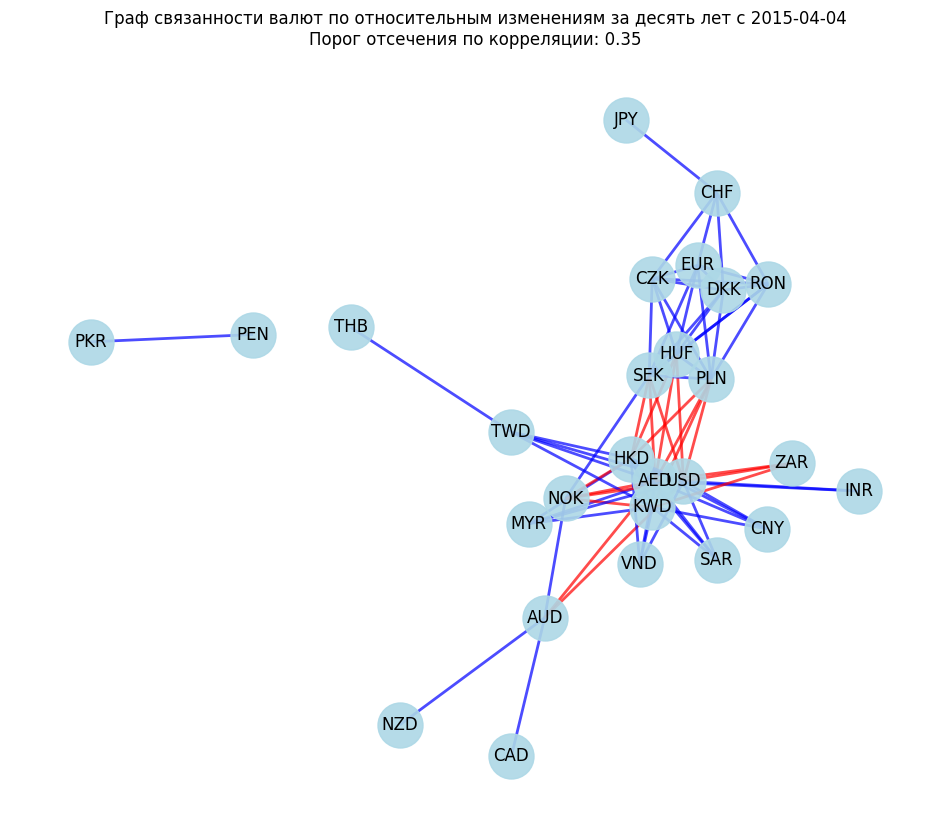 Граф связанности валют по относительным изменениям за десять лет с 2015-04-04
Порог отсечения по корреляции: 0.35
JPY
CHF
EUR
CZK
DKK
RON
THB
PEN
PKR
HUF
SEK
PLN
TWD
HKD
ZAR
AED
USD
INR
NOK
KWD
MYR
CNY
SAR
VND
AUD
NZD
CAD